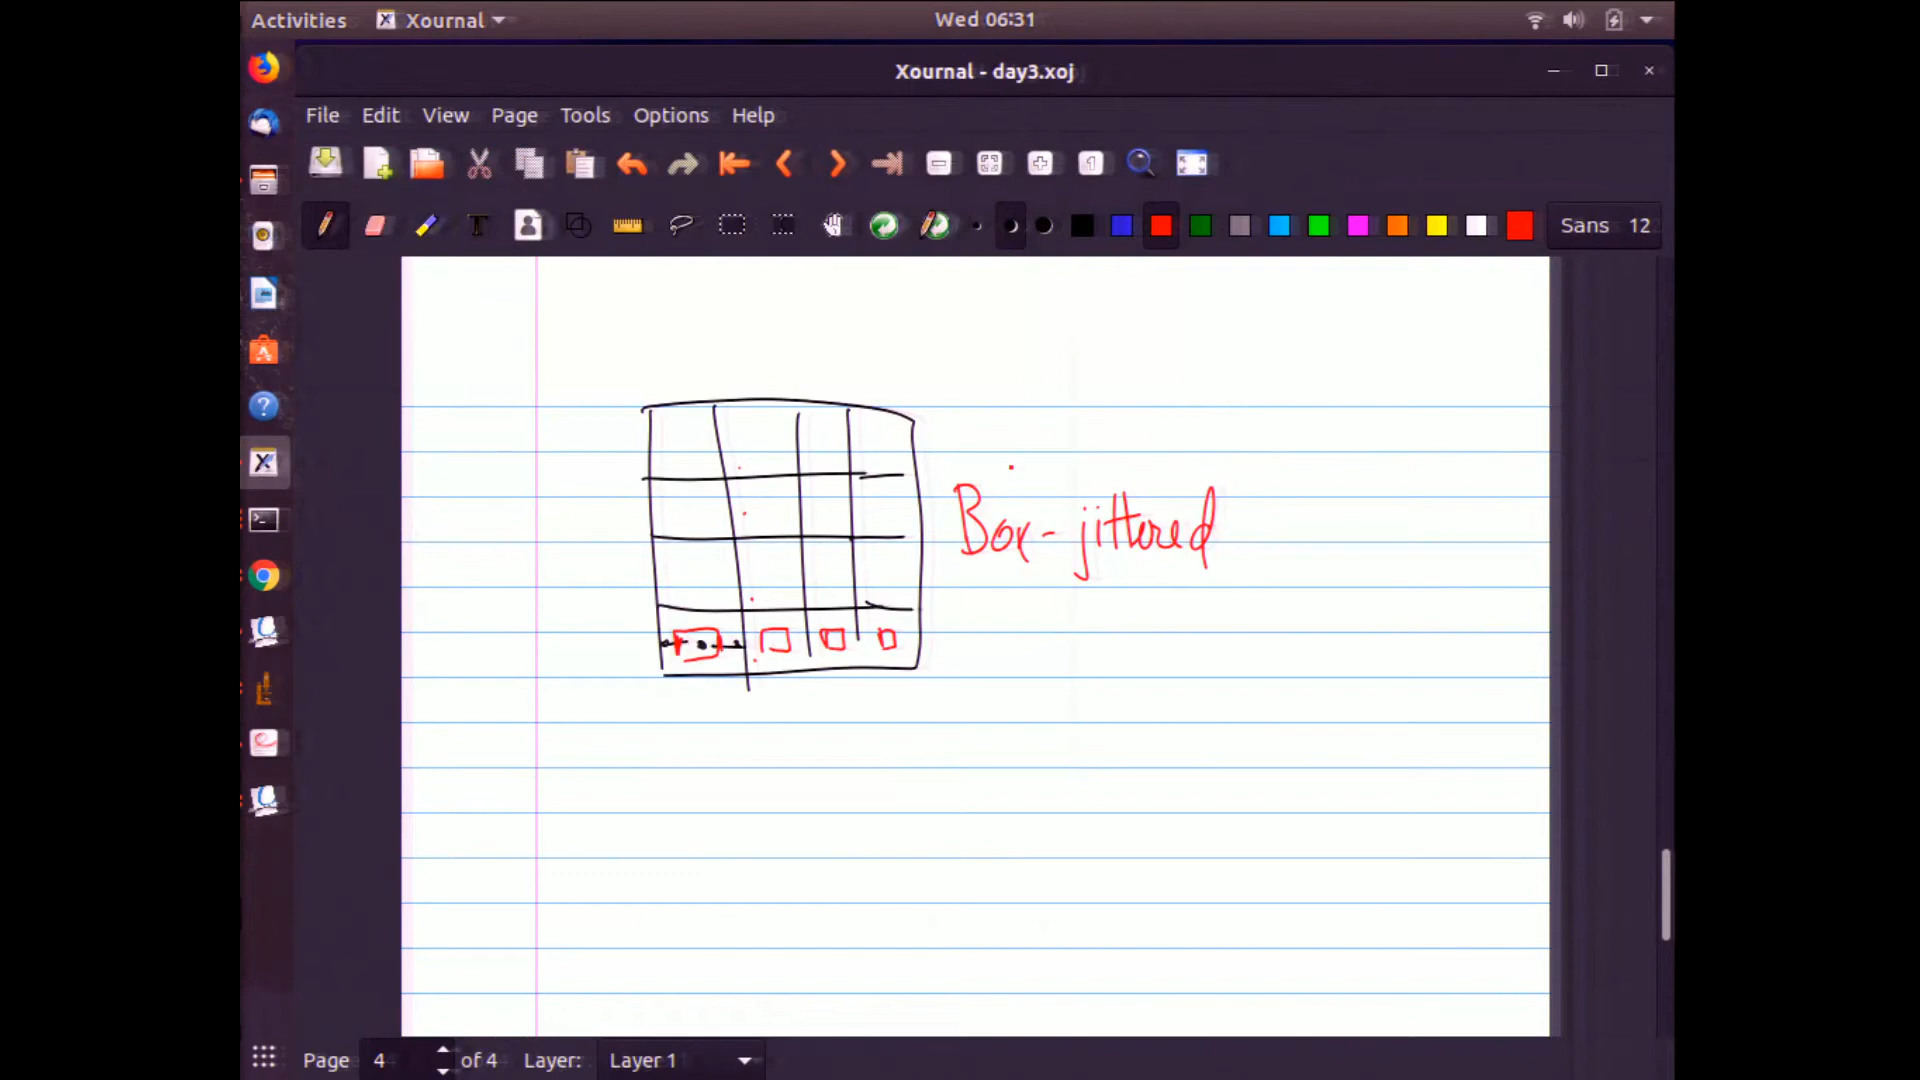 Activities Xournal Wed 06:31
Xournal - day3.xoj
File Edit View Page Tools Options Help
Sans 12
Box-jittered
Page 4 of 4 Layer: Layer 1